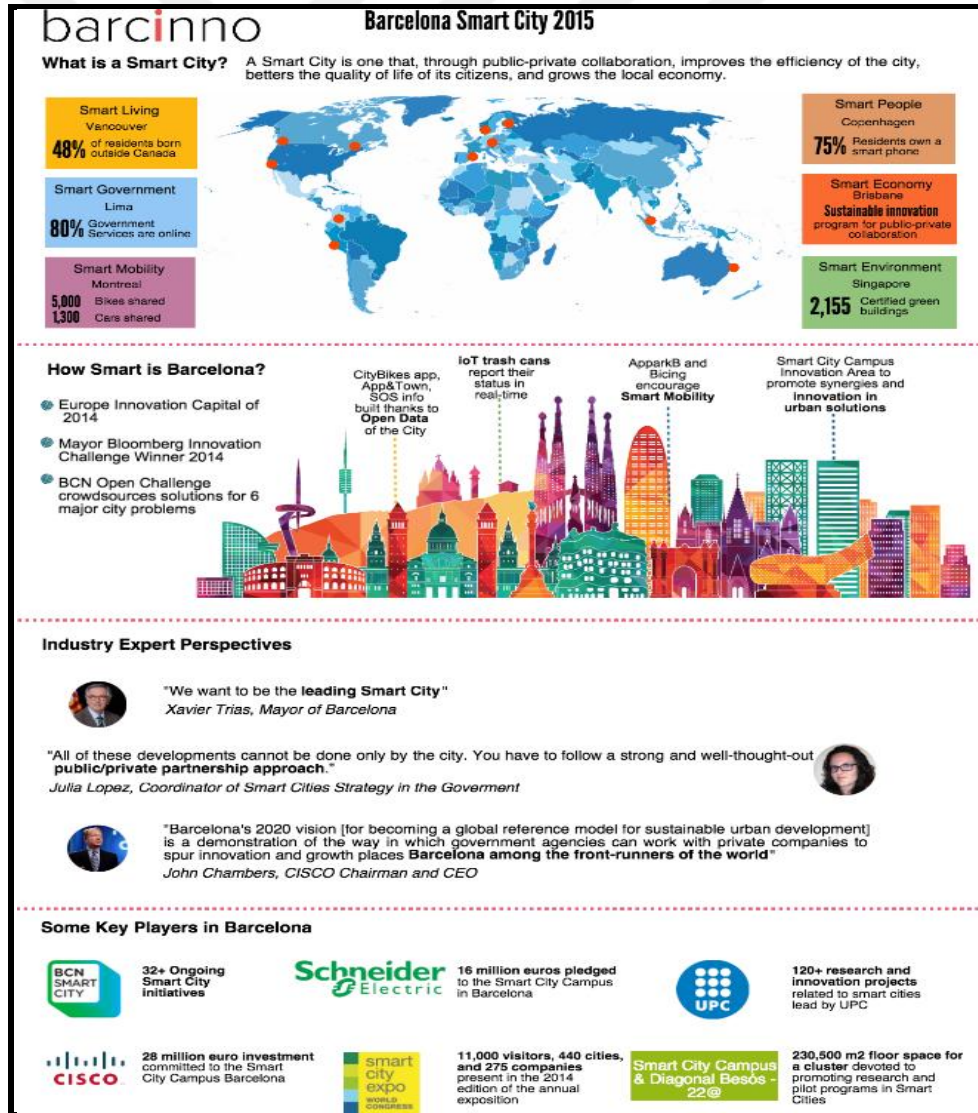 barcinno
Barcelona Smart City 2015
What is a Smart City?
A Smart City is one that, through public-private collaboration, improves the efficiency of the city,
betters the quality of life of its citizens, and grows the local economy.
Smart Living
Vancouver
48% of residents born
outside Canada
Smart Government
Lima
80% Government
Services are online
Smart Mobility
Montreal
5,000 Bikes shared
1,300 Cars shared
Smart People
Copenhagen
75% Residents own a
smart phone
Smart Economy
Brisbane
Sustainable innovation
program for public-private
collaboration
Smart Environment
Singapore
2,155 Certified green
buildings
How Smart is Barcelona?
Europe Innovation Capital of
2014
Mayor Bloomberg Innovation
Challenge Winner 2014
BCN Open Challenge
crowdsources solutions for 6
major city problems
CityBikes app,
App&Town,
SOS info
built thanks to
Open Data
of the City
IoT trash cans
report their
status in
real-time
ApparkB and
Bicing
encourage
Smart Mobility
Smart City Campus
Innovation Area to
promote synergies and
innovation in
urban solutions
Industry Expert Perspectives
"We want to be the leading Smart City"
Xavier Trias, Mayor of Barcelona
"All of these developments cannot be done only by the city. You have to follow a strong and well-thought-out
public/private partnership approach."
Julia Lopez, Coordinator of Smart Cities Strategy in the Goverment
"Barcelona's 2020 vision [for becoming a global reference model for sustainable urban development]
is a demonstration of the way in which government agencies can work with private companies to
spur innovation and growth places Barcelona among the front-runners of the world"
John Chambers, CISCO Chairman and CEO
Some Key Players in Barcelona
BCN
SMART
CITY
32+ Ongoing
Smart City
initiatives
Schneider
Electric
16 million euros pledged
to the Smart City Campus
in Barcelona
UPC
120+ research and
innovation projects
related to smart cities
lead by UPC
CISCO
28 million euro investment
committed to the Smart
City Campus Barcelona
smart
city
expo
WORLD
CONGRESS
11,000 visitors, 440 cities,
and 275 companies
present in the 2014
edition of the annual
exposition
Smart City Campus
& Diagonal Besòs -
22@
230,500 m2 floor space for
a cluster devoted to
promoting research and
pilot programs in Smart
Cities